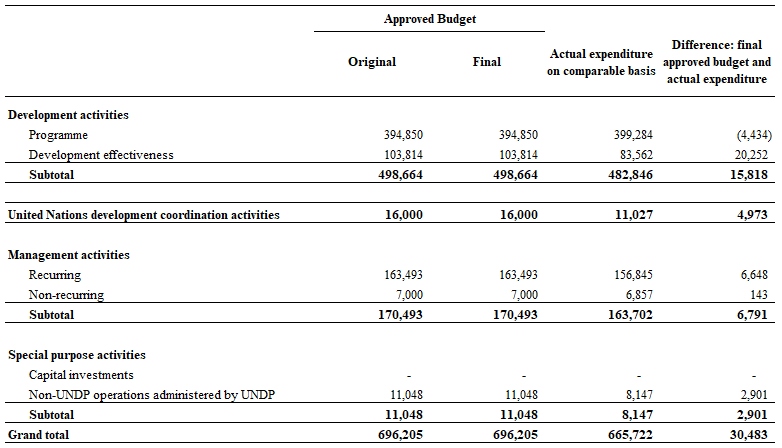 Approved Budget
Original Final Actual expenditure on comparable basis Difference: final approved budget and actual expenditure
Development activities
Programme 394,850 394,850 399,284 (4,434)
Development effectiveness 103,814 103,814 83,562 20,252
Subtotal 498,664 498,664 482,846 15,818
United Nations development coordination activities 16,000 16,000 11,027 4,973
Management activities
Recurring 163,493 163,493 156,845 6,648
Non-recurring 7,000 7,000 6,857 143
Subtotal 170,493 170,493 163,702 6,791
Special purpose activities
Capital investments - - - -
Non-UNDP operations administered by UNDP 11,048 11,048 8,147 2,901
Subtotal 11,048 11,048 8,147 2,901
Grand total 696,205 696,205 665,722 30,483